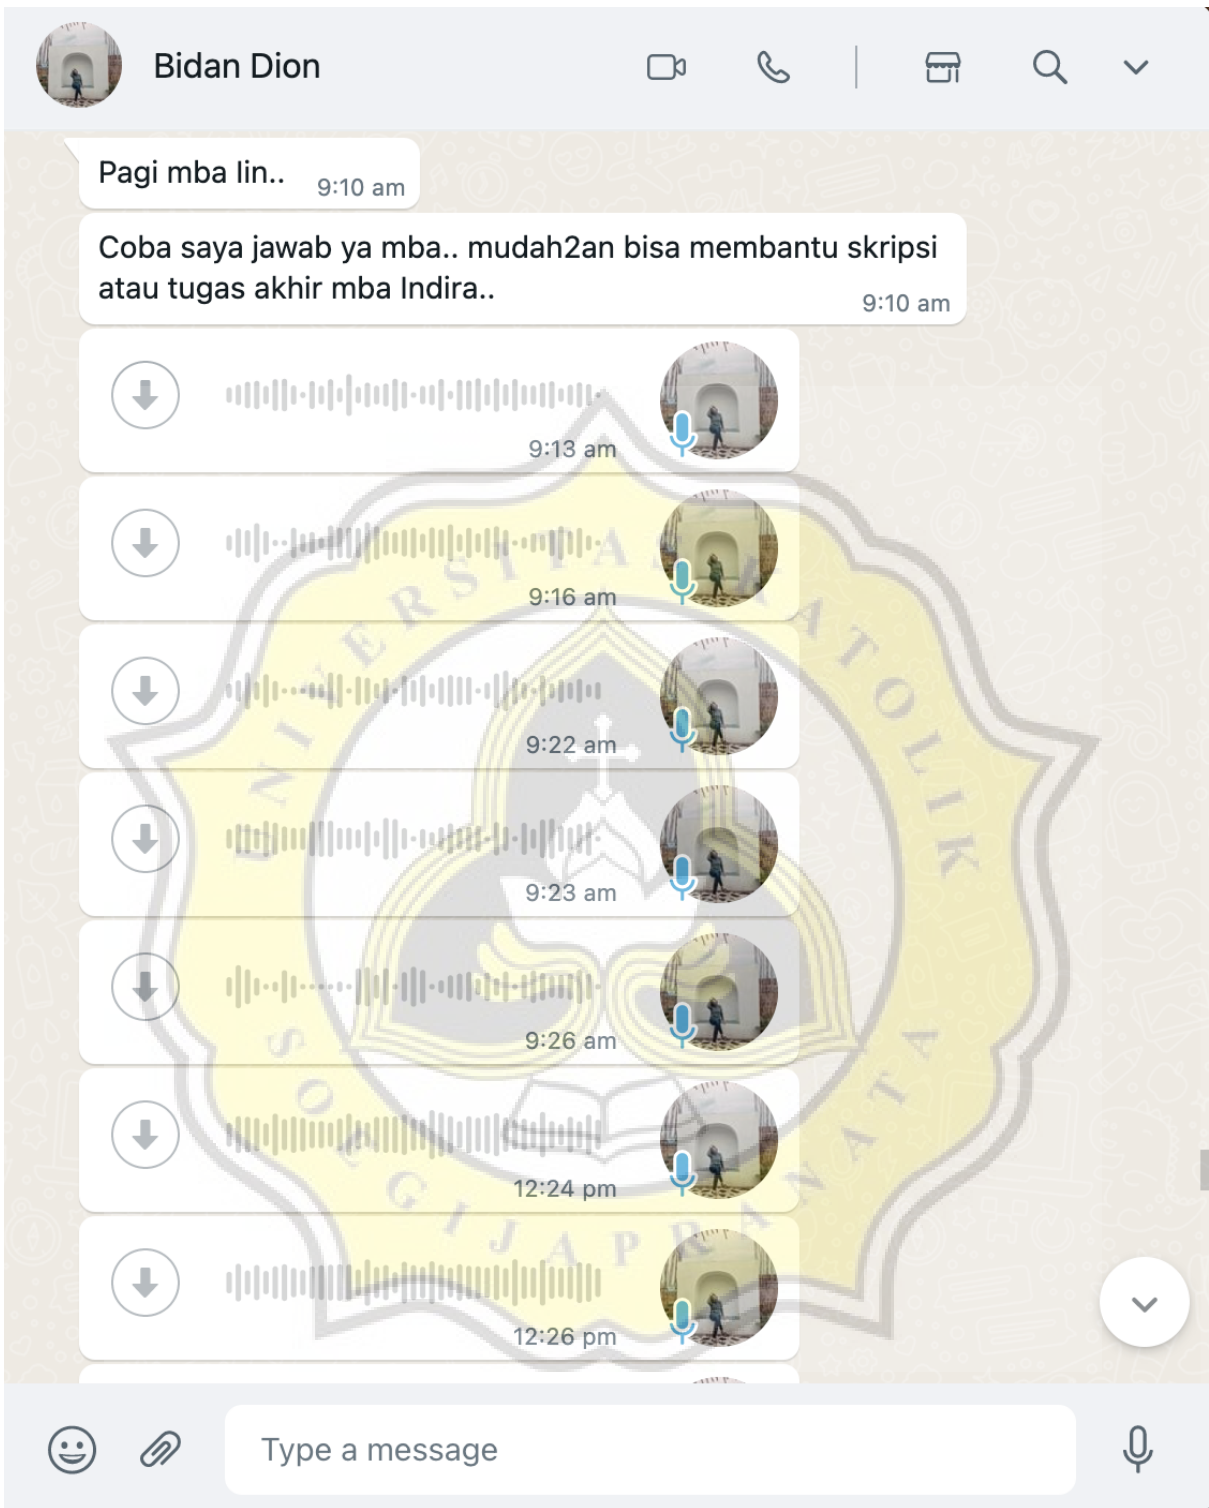 Bidan Dion
Pagi mba Iin..
9:10 am
Coba saya jawab ya mba.. mudah2an bisa membantu skripsi
atau tugas akhir mba Indira..
9:10 am
9:13 am
9:16 am
9:22 am
9:23 am
9:26 am
12:24 pm
12:26 pm
UNIVERSITAS KATOLIK
SOEGIJAPRANATA
Type a message